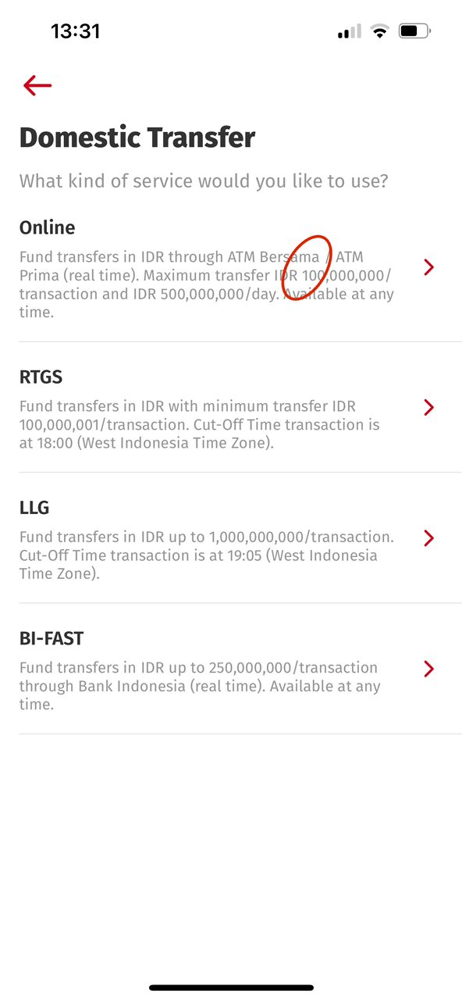 13:31
Domestic Transfer
What kind of service would you like to use?
Online
Fund transfers in IDR through ATM Bersama / ATM
Prima (real time). Maximum transfer IDR 100,000,000/
transaction and IDR 500,000,000/day. Available at any
time.
RTGS
Fund transfers in IDR with minimum transfer IDR
100,000,001/transaction. Cut-Off Time transaction is
at 18:00 (West Indonesia Time Zone).
LLG
Fund transfers in IDR up to 1,000,000,000/transaction.
Cut-Off Time transaction is at 19:05 (West Indonesia
Time Zone).
BI-FAST
Fund transfers in IDR up to 250,000,000/transaction
through Bank Indonesia (real time). Available at any
time.